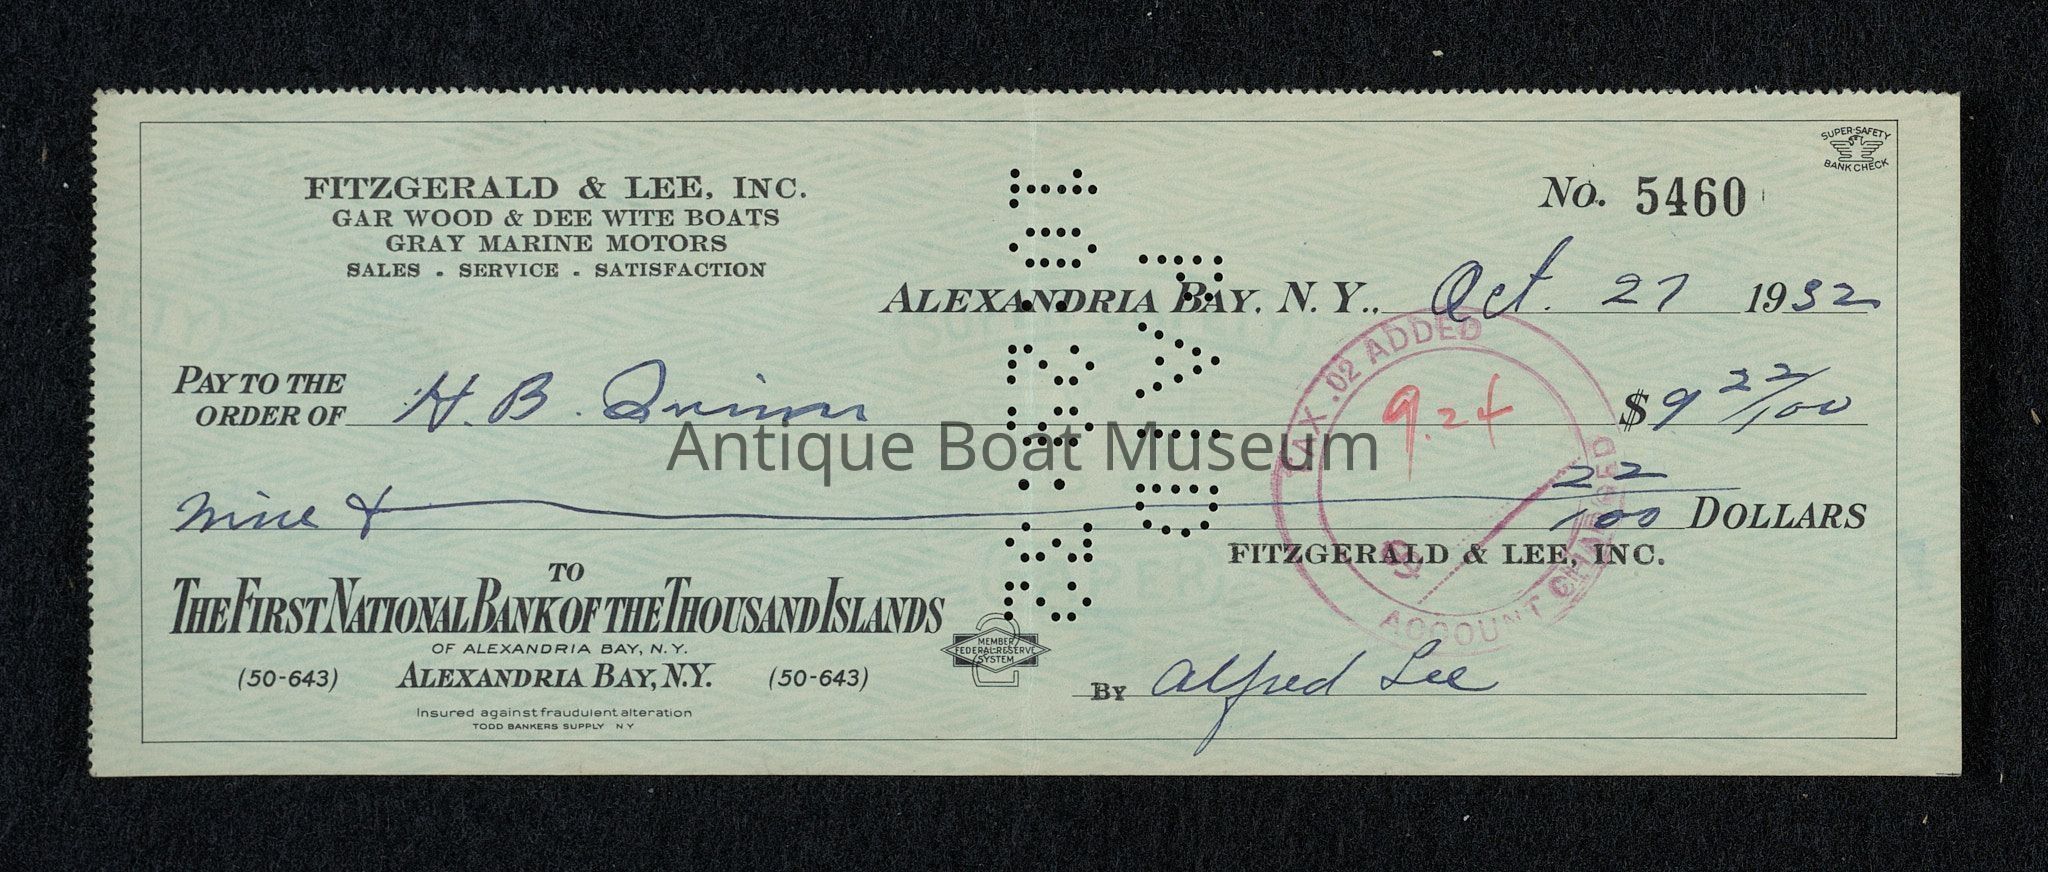 SUPER-SAFETY
BANK CHECK
FITZGERALD & LEE, INC.
GAR WOOD & DEE WITE BOATS
GRAY MARINE MOTORS
SALES . SERVICE . SATISFACTION
No. 5460
ALEXANDRIA BAY, N. Y., Oct. 27 1932
PAY TO THE
ORDER OF H. B. Quinn $9 22/100
TAX .02 ADDED
9.24
ACCOUNT CHARGED
Antique Boat Museum
PAID
Nine & 22/100 DOLLARS
FITZGERALD & LEE, INC.
TO
THE FIRST NATIONAL BANK OF THE THOUSAND ISLANDS
OF ALEXANDRIA BAY, N.Y.
(50-643) ALEXANDRIA BAY, N.Y. (50-643)
MEMBER
FEDERAL RESERVE
SYSTEM
By Alfred Lee
Insured against fraudulent alteration
TODD BANKERS SUPPLY N Y